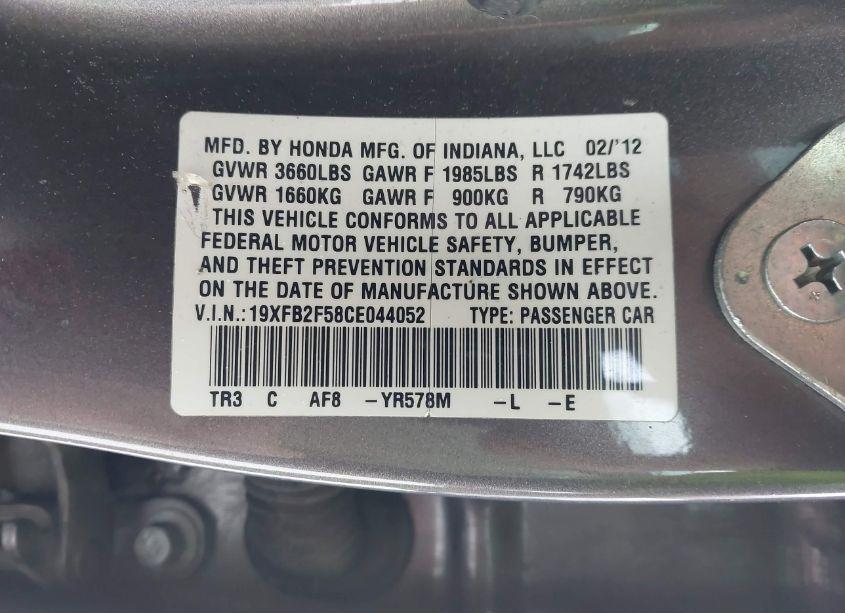 MFD. BY HONDA MFG. OF INDIANA, LLC 02/'12
GVWR 3660LBS GAWR F 1985LBS R 1742LBS
GVWR 1660KG GAWR F 900KG R 790KG
THIS VEHICLE CONFORMS TO ALL APPLICABLE
FEDERAL MOTOR VEHICLE SAFETY, BUMPER,
AND THEFT PREVENTION STANDARDS IN EFFECT
ON THE DATE OF MANUFACTURE SHOWN ABOVE.
V.I.N.:19XFB2F58CE044052 TYPE: PASSENGER CAR
TR3 C AF8 -YR578M -L -E